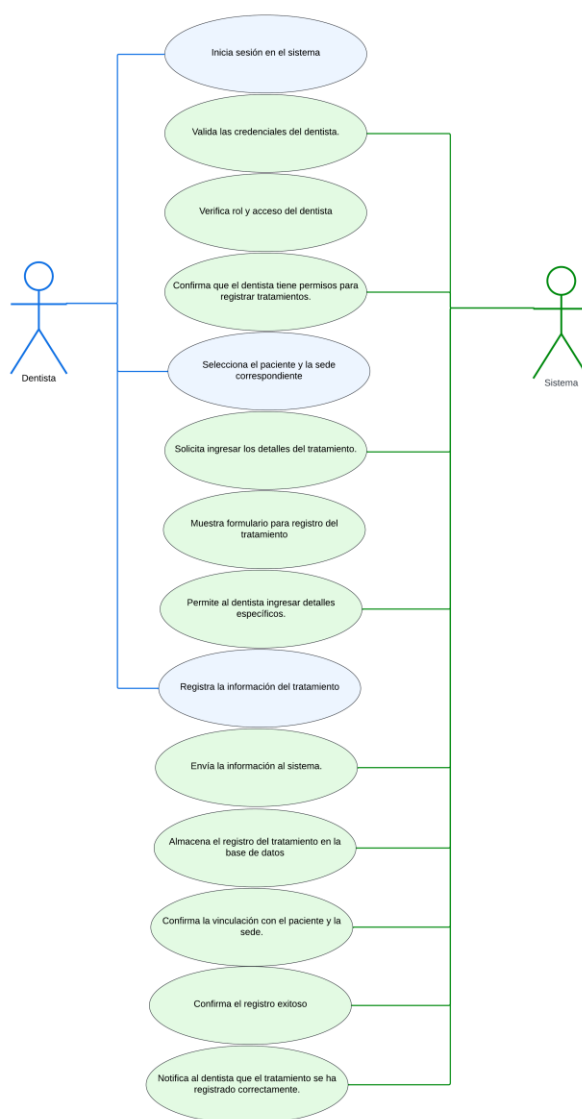 Inicia sesión en el sistema
Valida las credenciales del dentista.
Verifica rol y acceso del dentista
Confirma que el dentista tiene permisos para
registrar tratamientos.
Dentista
Sistema
Selecciona el paciente y la sede
correspondiente
Solicita ingresar los detalles del tratamiento.
Muestra formulario para registro del
tratamiento
Permite al dentista ingresar detalles
específicos.
Registra la información del tratamiento
Envía la información al sistema.
Almacena el registro del tratamiento en la
base de datos
Confirma la vinculación con el paciente y la
sede.
Confirma el registro exitoso
Notifica al dentista que el tratamiento se ha
registrado correctamente.